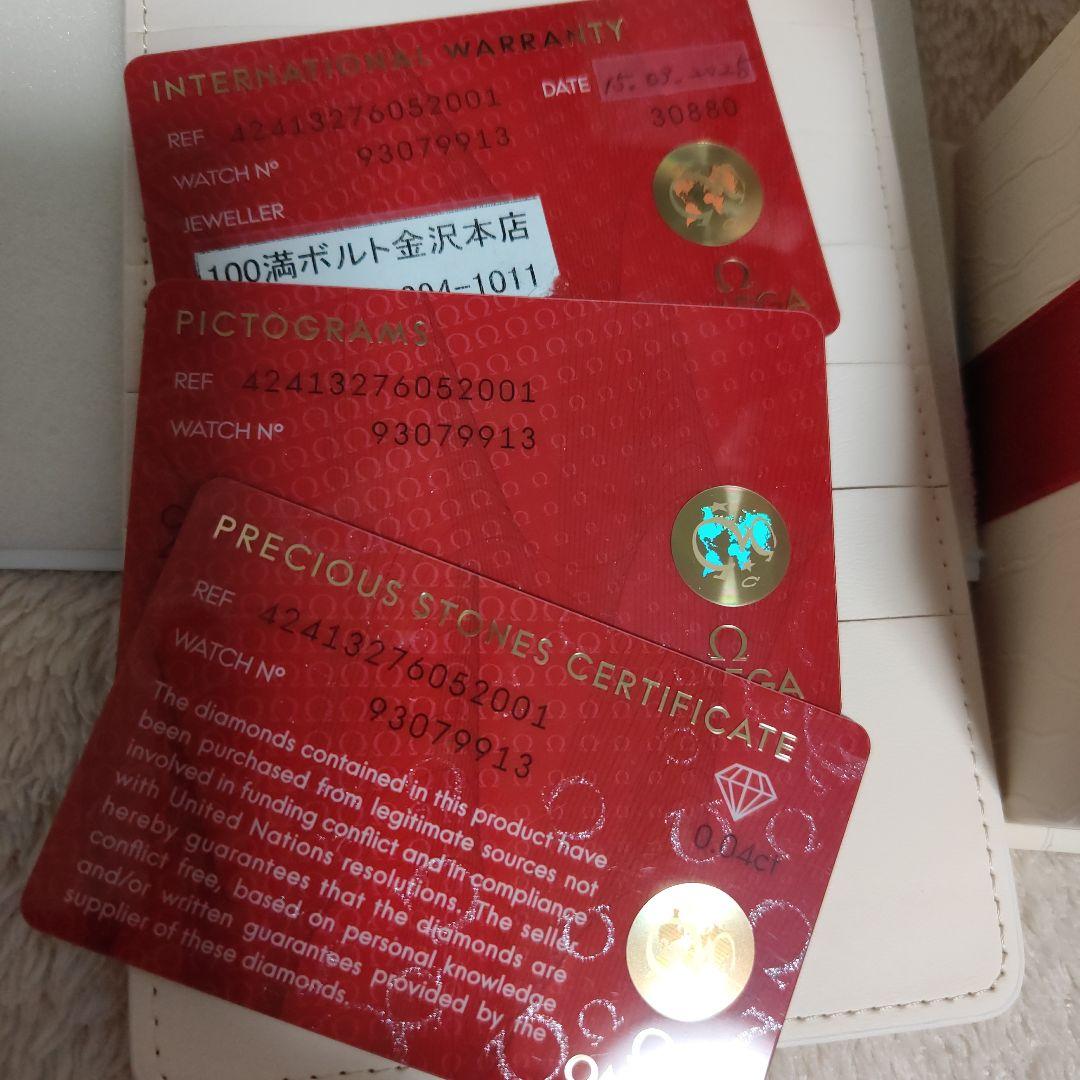 INTERNATIONAL WARRANTY
DATE
REF 42413276052001
30880
WATCH Nº 93079913
JEWELLER
100満ボルト金沢本店
-1011
ΩMEGA
PICTOGRAMS
REF 42413276052001
WATCH Nº 93079913
ΩMEGA
PRECIOUS STONES CERTIFICATE
REF 42413276052001
WATCH Nº 93079913
0.04ct
The diamonds contained in this product have
been purchased from legitimate sources not
involved in funding conflict and in compliance
with United Nations resolutions. The seller
hereby guarantees that the diamonds are
conflict free, based on personal knowledge
and/or written guarantees provided by the
supplier of these diamonds.